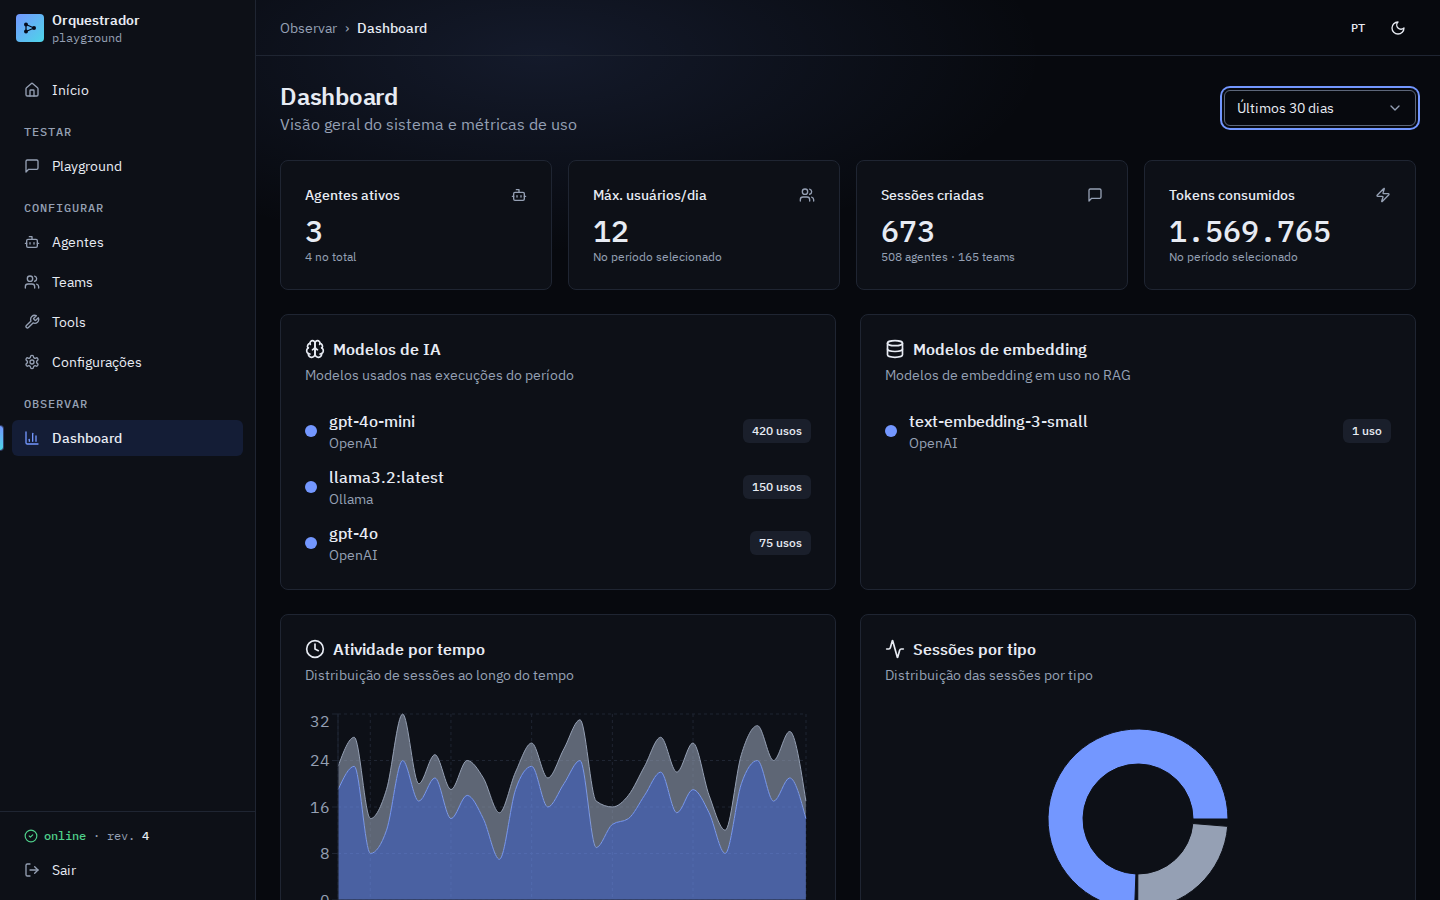 Orquestrador
playground
Início
TESTAR
Playground
CONFIGURAR
Agentes
Teams
Tools
Configurações
OBSERVAR
Dashboard
online · rev. 4
Sair
Observar › Dashboard
PT
Dashboard
Visão geral do sistema e métricas de uso
Últimos 30 dias
Agentes ativos
3
4 no total
Máx. usuários/dia
12
No período selecionado
Sessões criadas
673
508 agentes · 165 teams
Tokens consumidos
1.569.765
No período selecionado
Modelos de IA
Modelos usados nas execuções do período
gpt-4o-mini
OpenAI
420 usos
llama3.2:latest
Ollama
150 usos
gpt-4o
OpenAI
75 usos
Modelos de embedding
Modelos de embedding em uso no RAG
text-embedding-3-small
OpenAI
1 uso
Atividade por tempo
Distribuição de sessões ao longo do tempo
32
24
16
8
0
Sessões por tipo
Distribuição das sessões por tipo